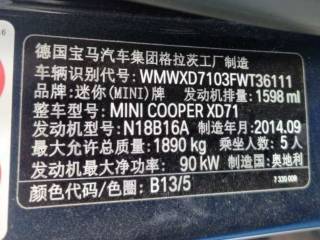 德国宝马汽车集团格拉茨工厂制造
车辆识别代号: WMWXD7103FWT36111
品牌: 迷你(MINI)牌 发动机排量: 1598 ml
整车型号: MINI COOPER XD71
发动机型号: N18B16A 制造年月: 2014.09
最大允许总质量: 1890 kg 乘坐人数: 5 人
发动机最大净功率: 90 kW 制造国: 奥地利
颜色代码/色圈: B13/5